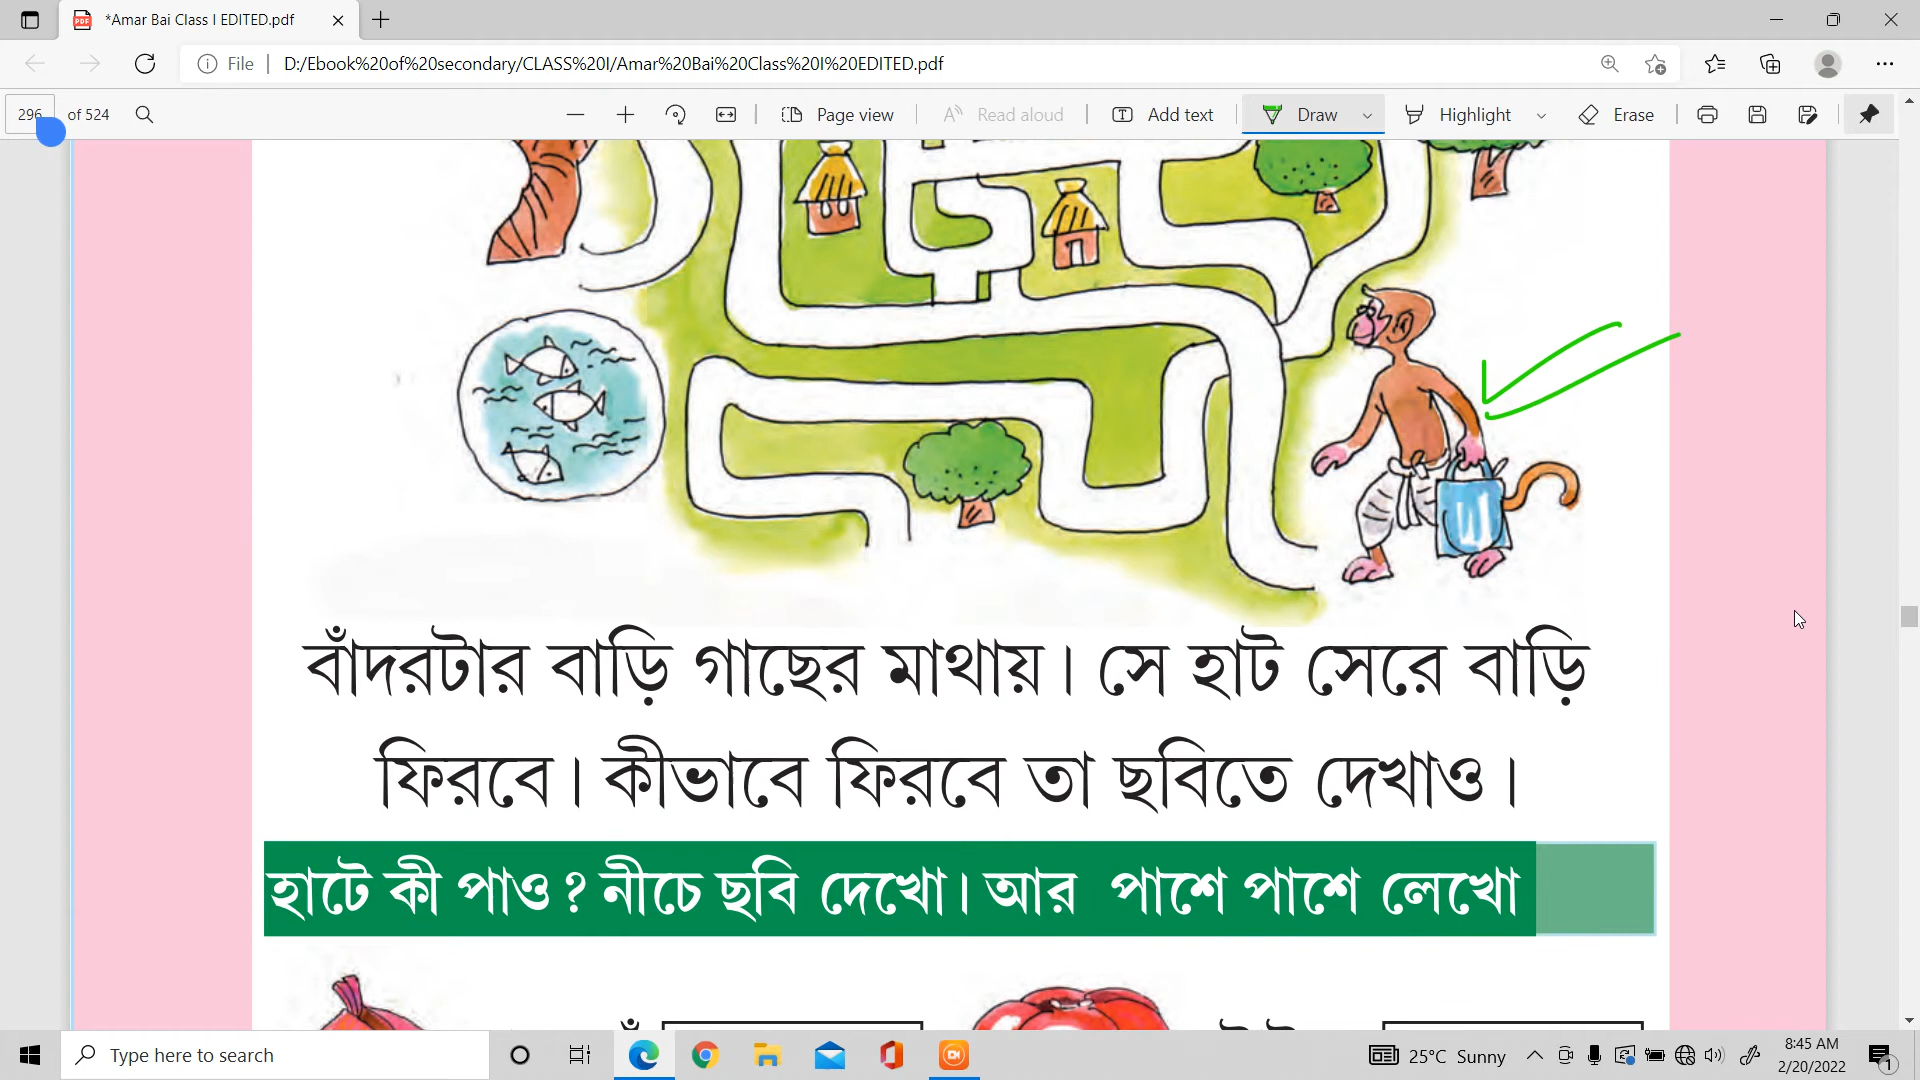 *Amar Bai Class I EDITED.pdf
File D:/Ebook%20of%20secondary/CLASS%20I/Amar%20Bai%20Class%20I%20EDITED.pdf
296 of 524 Page view Read aloud Add text Draw Highlight Erase
বাঁদরটার বাড়ি গাছের মাথায়। সে হাট সেরে বাড়ি
ফিরবে। কীভাবে ফিরবে তা ছবিতে দেখাও।
হাটে কী পাও? নীচে ছবি দেখো। আর পাশে পাশে লেখো
Type here to search 25°C Sunny 8:45 AM
2/20/2022 1